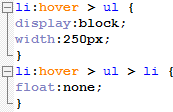 li:hover > ul {
display:block;
width:250px;
}
li:hover > ul > li {
float:none;
}